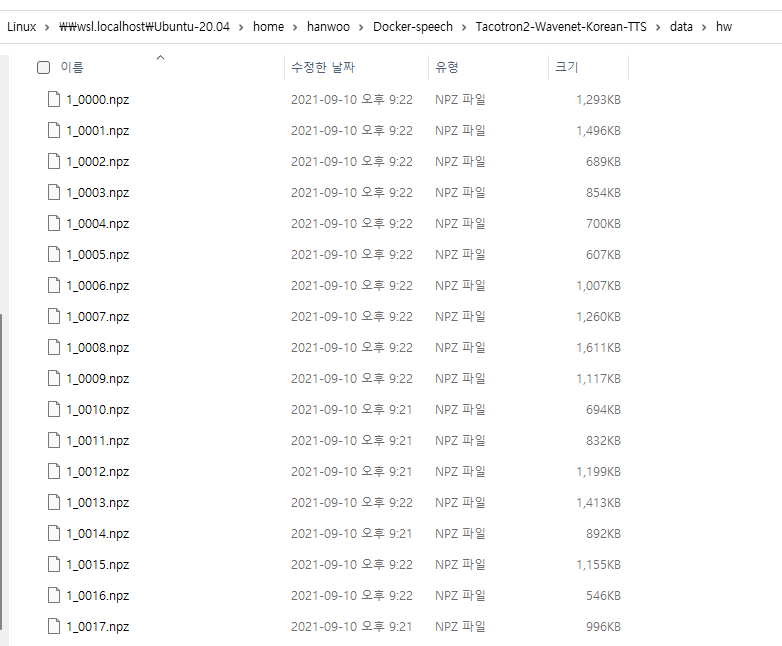 Linux > ₩₩wsl.localhost₩Ubuntu-20.04 > home > hanwoo > Docker-speech > Tacotron2-Wavenet-Korean-TTS > data > hw
이름 수정한 날짜 유형 크기
1_0000.npz 2021-09-10 오후 9:22 NPZ 파일 1,293KB
1_0001.npz 2021-09-10 오후 9:22 NPZ 파일 1,496KB
1_0002.npz 2021-09-10 오후 9:22 NPZ 파일 689KB
1_0003.npz 2021-09-10 오후 9:22 NPZ 파일 854KB
1_0004.npz 2021-09-10 오후 9:22 NPZ 파일 700KB
1_0005.npz 2021-09-10 오후 9:22 NPZ 파일 607KB
1_0006.npz 2021-09-10 오후 9:22 NPZ 파일 1,007KB
1_0007.npz 2021-09-10 오후 9:22 NPZ 파일 1,260KB
1_0008.npz 2021-09-10 오후 9:22 NPZ 파일 1,611KB
1_0009.npz 2021-09-10 오후 9:22 NPZ 파일 1,117KB
1_0010.npz 2021-09-10 오후 9:21 NPZ 파일 694KB
1_0011.npz 2021-09-10 오후 9:21 NPZ 파일 832KB
1_0012.npz 2021-09-10 오후 9:21 NPZ 파일 1,199KB
1_0013.npz 2021-09-10 오후 9:22 NPZ 파일 1,413KB
1_0014.npz 2021-09-10 오후 9:21 NPZ 파일 892KB
1_0015.npz 2021-09-10 오후 9:22 NPZ 파일 1,155KB
1_0016.npz 2021-09-10 오후 9:22 NPZ 파일 546KB
1_0017.npz 2021-09-10 오후 9:21 NPZ 파일 996KB